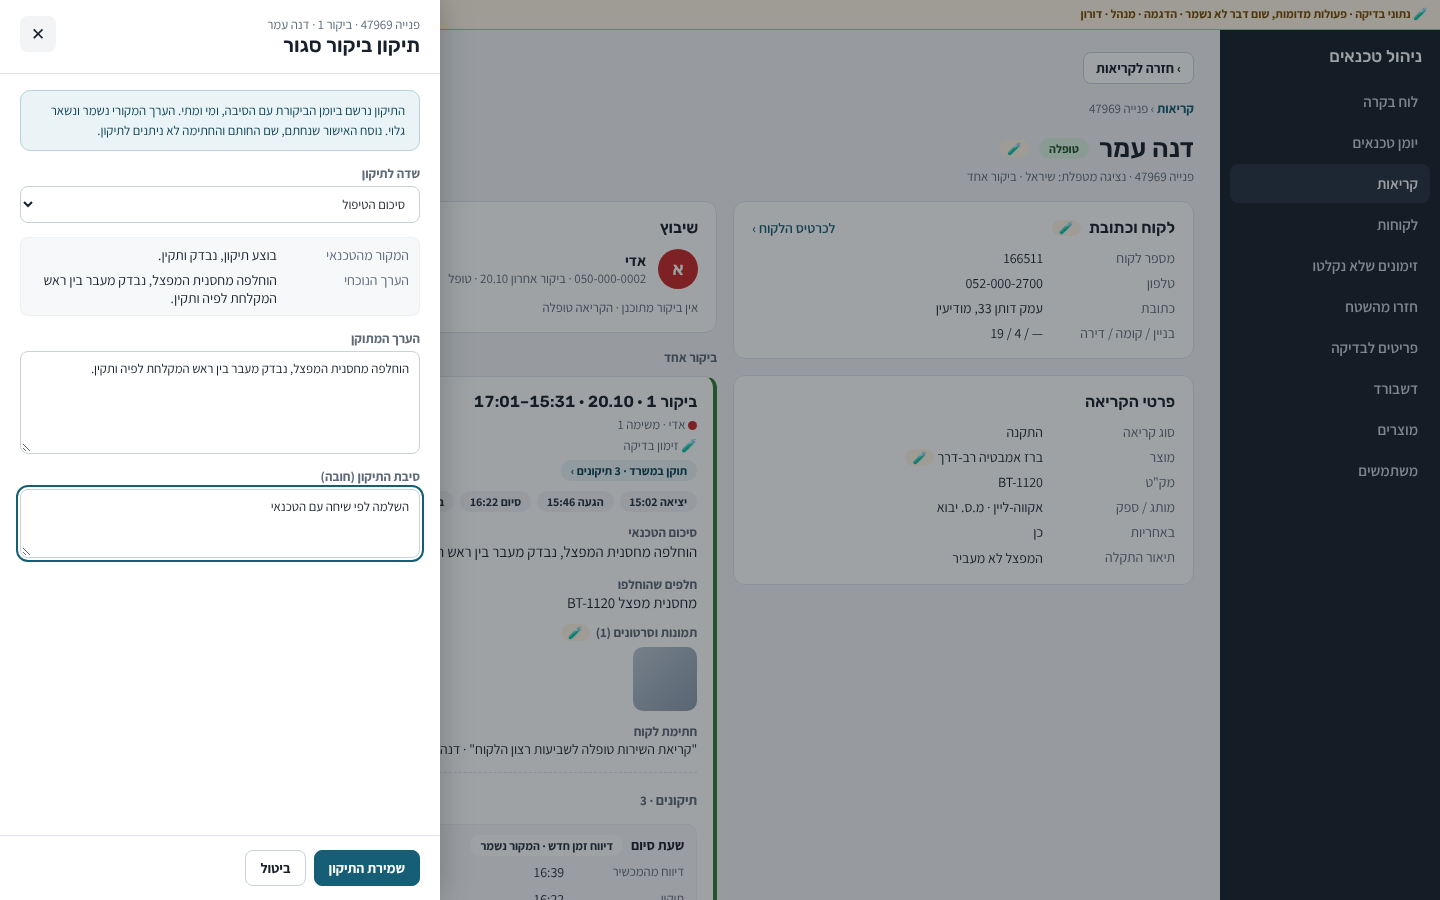 🧪 נתוני בדיקה · פעולות מדומות, שום דבר לא נשמר · הדגמה · מנהל · דורון
ניהול טכנאים
לוח בקרה
יומן טכנאים
קריאות
לקוחות
זימונים שלא נקלטו
חזרו מהשטח
פריטים לבדיקה
דשבורד
מוצרים
משתמשים
› חזרה לקריאות
קריאות › פנייה 47969
דנה עמר טופלה 🧪
פנייה 47969 · נציגה מטפלת: שיראל · ביקור אחד
לקוח וכתובת 🧪 לכרטיס הלקוח ›
מספר לקוח 166511
טלפון 052-000-2700
כתובת עמק דותן 33, מודיעין
בניין / קומה / דירה — / 4 / 19
פרטי הקריאה
סוג קריאה התקנה
מוצר ברז אמבטיה רב-דרך 🧪
מק"ט BT-1120
מותג / ספק אקווה-ליין · מ.ס. יבוא
באחריות כן
תיאור התקלה המפצל לא מעביר
שיבוץ
א
אדי
050-000-0002 · ביקור אחרון 20.10 · טופל
אין ביקור מתוכנן · הקריאה טופלה
ביקור אחד
ביקור 1 · 20.10 · 15:31–17:01
אדי · משימה 1
🧪 זימון בדיקה
תוקן במשרד · 3 תיקונים ›
יציאה 15:02 הגעה 15:46 סיום 16:22
סיכום הטכנאי
הוחלפה מחסנית המפצל, נבדק מעבר בין ראש
חלפים שהוחלפו
מחסנית מפצל BT-1120
תמונות וסרטונים (1) 🧪
חתימת לקוח
"קריאת השירות טופלה לשביעות רצון הלקוח" · דנה
תיקונים · 3
שעת סיום דיווח זמן חדש · המקור נשמר
דיווח מהמכשיר 16:39
תיקון 16:22
פנייה 47969 · ביקור 1 · דנה עמר
תיקון ביקור סגור
✕
התיקון נרשם ביומן הביקורת עם הסיבה, ומי ומתי. הערך המקורי נשמר ונשאר
גלוי. נוסח האישור שנחתם, שם החותם והחתימה לא ניתנים לתיקון.
שדה לתיקון
סיכום הטיפול
המקור מהטכנאי בוצע תיקון, נבדק ותקין.
הערך הנוכחי הוחלפה מחסנית המפצל, נבדק מעבר בין ראש
המקלחת לפיה ותקין.
הערך המתוקן
הוחלפה מחסנית המפצל, נבדק מעבר בין ראש המקלחת לפיה ותקין.
סיבת התיקון (חובה)
השלמה לפי שיחה עם הטכנאי
שמירת התיקון
ביטול